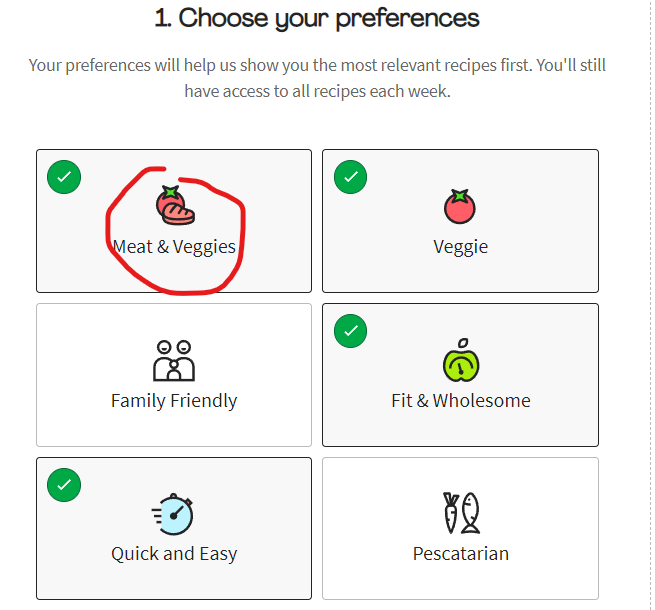 1. Choose your preferences
Your preferences will help us show you the most relevant recipes first. You'll still
have access to all recipes each week.
Meat & Veggies
Veggie
Family Friendly
Fit & Wholesome
Quick and Easy
Pescatarian